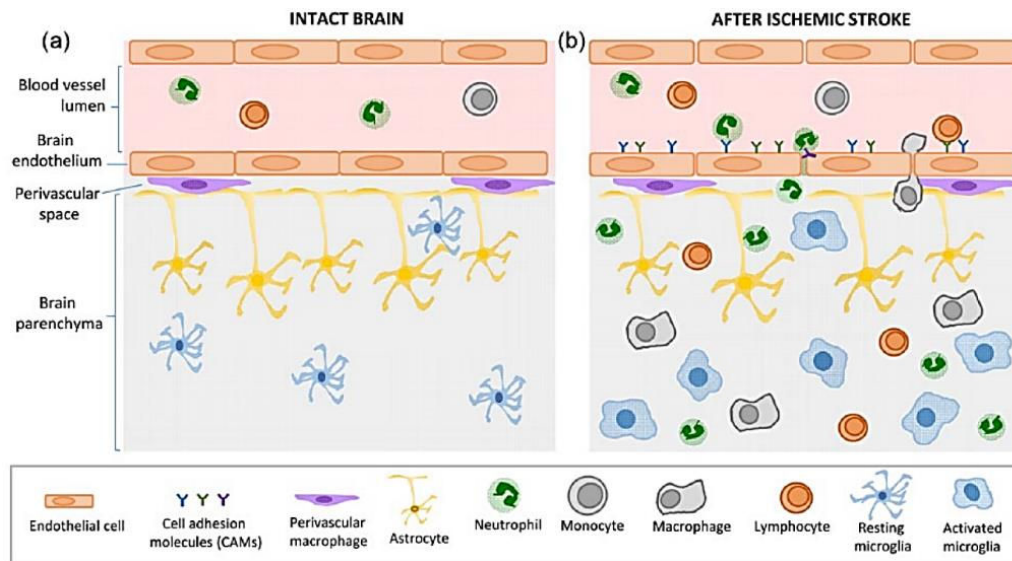 INTACT BRAIN
AFTER ISCHEMIC STROKE
(a)
(b)
Blood vessel
lumen
Brain
endothelium
Perivascular
space
Brain
parenchyma
Endothelial cell
Cell adhesion
molecules (CAMs)
Perivascular
macrophage
Astrocyte
Neutrophil
Monocyte
Macrophage
Lymphocyte
Resting
microglia
Activated
microglia